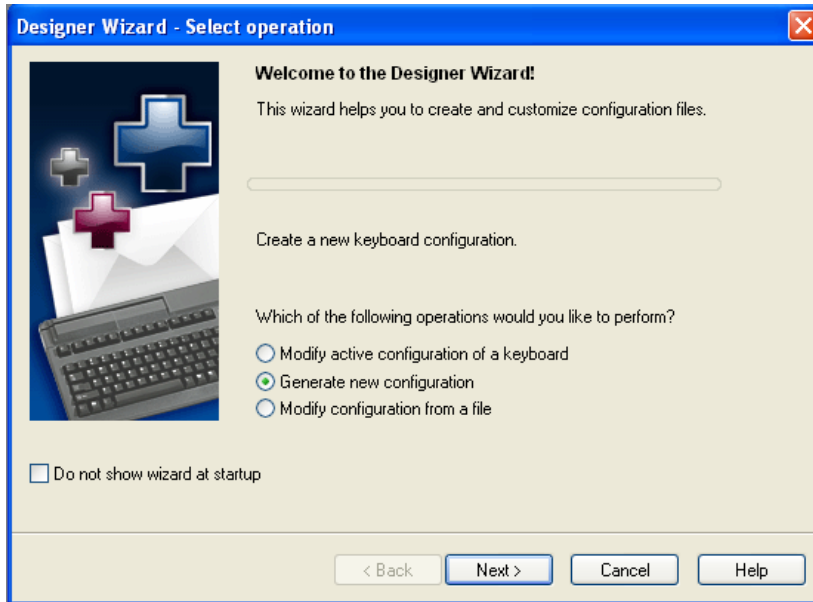 Designer Wizard - Select operation
Welcome to the Designer Wizard!
This wizard helps you to create and customize configuration files.
Create a new keyboard configuration.
Which of the following operations would you like to perform?
Modify active configuration of a keyboard
Generate new configuration
Modify configuration from a file
Do not show wizard at startup
< Back
Next >
Cancel
Help